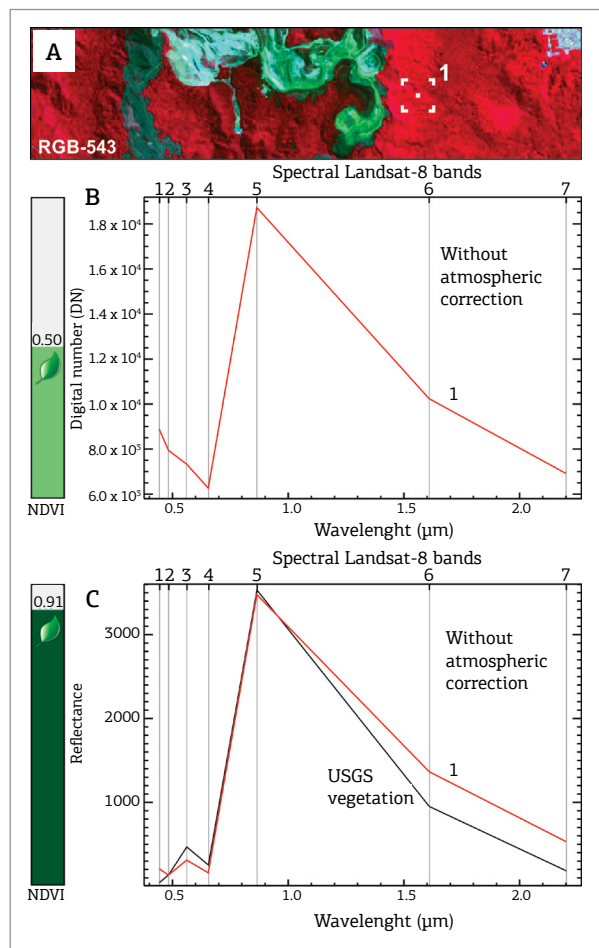 A
1
RGB-543
Spectral Landsat-8 bands
1 2 3 4 5 6 7
B
1.8 x 10⁴
1.6 x 10⁴
1.4 x 10⁴
1.2 x 10⁴
1.0 x 10⁴
8.0 x 10³
6.0 x 10³
Digital number (DN)
Without
atmospheric
correction
1
0.50
NDVI
0.5 1.0 1.5 2.0
Wavelenght (µm)
Spectral Landsat-8 bands
1 2 3 4 5 6 7
0.91
C
3000
2000
1000
Reflectance
Without
atmospheric
correction
1
USGS
vegetation
NDVI
0.5 1.0 1.5 2.0
Wavelenght (µm)